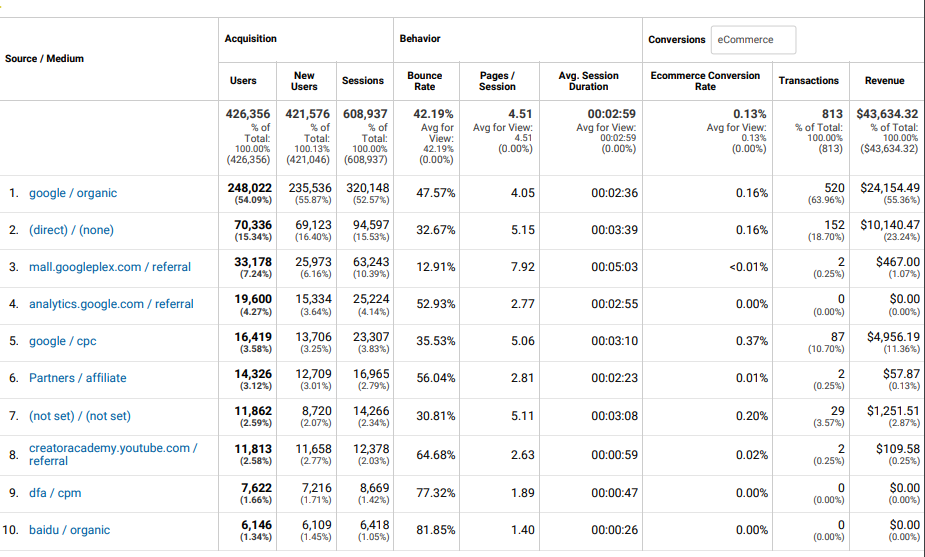 Source / Medium Acquisition Behavior Conversions eCommerce
Users New Users Sessions Bounce Rate Pages / Session Avg. Session Duration Ecommerce Conversion Rate Transactions Revenue
426,356 421,576 608,937 42.19% 4.51 00:02:59 0.13% 813 $43,634.32
% of Total: 100.00% (426,356) % of Total: 100.13% (421,046) % of Total: 100.00% (608,937) Avg for View: 42.19% (0.00%) Avg for View: 4.51 (0.00%) Avg for View: 00:02:59 (0.00%) Avg for View: 0.13% (0.00%) % of Total: 100.00% (813) % of Total: 100.00% ($43,634.32)
1. google / organic 248,022 235,536 320,148 47.57% 4.05 00:02:36 0.16% 520 $24,154.49
(54.09%) (55.87%) (52.57%) (63.96%) (55.36%)
2. (direct) / (none) 70,336 69,123 94,597 32.67% 5.15 00:03:39 0.16% 152 $10,140.47
(15.34%) (16.40%) (15.53%) (18.70%) (23.24%)
3. mall.googleplex.com / referral 33,178 25,973 63,243 12.91% 7.92 00:05:03 <0.01% 2 $467.00
(7.24%) (6.16%) (10.39%) (0.25%) (1.07%)
4. analytics.google.com / referral 19,600 15,334 25,224 52.93% 2.77 00:02:55 0.00% 0 $0.00
(4.27%) (3.64%) (4.14%) (0.00%) (0.00%)
5. google / cpc 16,419 13,706 23,307 35.53% 5.06 00:03:10 0.37% 87 $4,956.19
(3.58%) (3.25%) (3.83%) (10.70%) (11.36%)
6. Partners / affiliate 14,326 12,709 16,965 56.04% 2.81 00:02:23 0.01% 2 $57.87
(3.12%) (3.01%) (2.79%) (0.25%) (0.13%)
7. (not set) / (not set) 11,862 8,720 14,266 30.81% 5.11 00:03:08 0.20% 29 $1,251.51
(2.59%) (2.07%) (2.34%) (3.57%) (2.87%)
8. creatoracademy.youtube.com / referral 11,813 11,658 12,378 64.68% 2.63 00:00:59 0.02% 2 $109.58
(2.58%) (2.77%) (2.03%) (0.25%) (0.25%)
9. dfa / cpm 7,622 7,216 8,669 77.32% 1.89 00:00:47 0.00% 0 $0.00
(1.66%) (1.71%) (1.42%) (0.00%) (0.00%)
10. baidu / organic 6,146 6,109 6,418 81.85% 1.40 00:00:26 0.00% 0 $0.00
(1.34%) (1.45%) (1.05%) (0.00%) (0.00%)